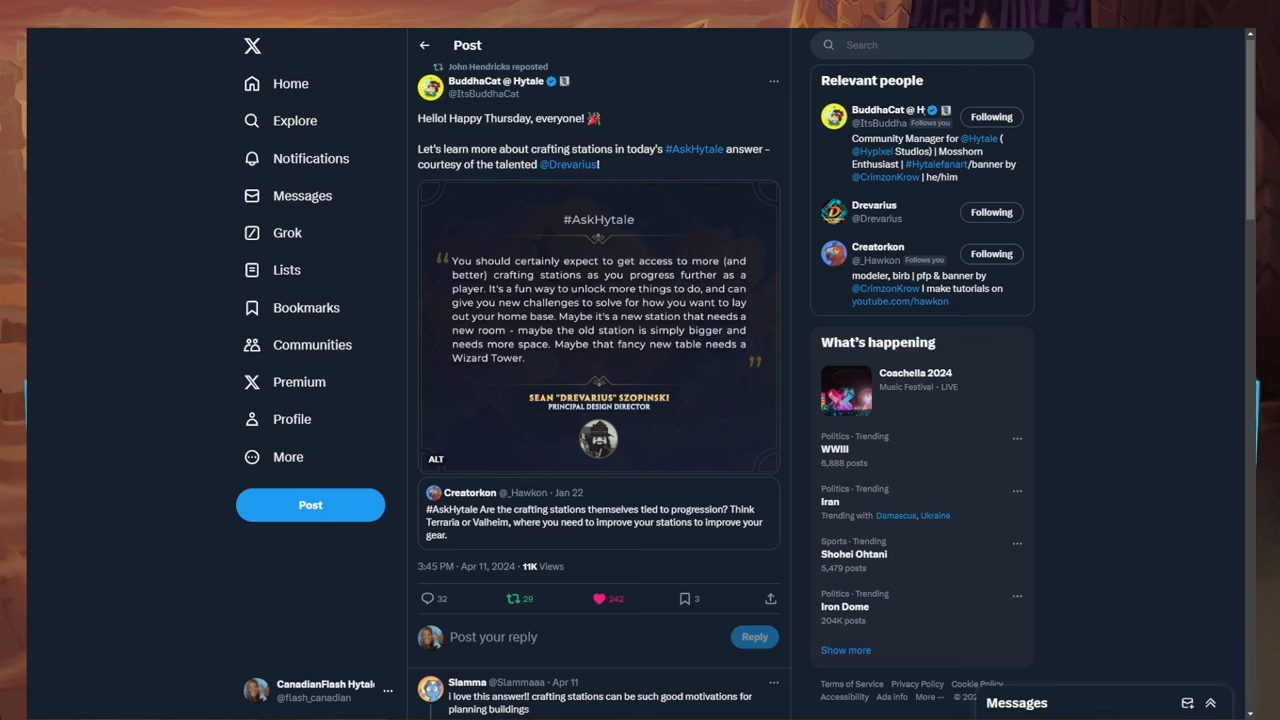 Home
Explore
Notifications
Messages
Grok
Lists
Bookmarks
Communities
Premium
Profile
More
Post
CanadianFlash Hytale
@flash_canadian
Post
John Hendricks reposted
BuddhaCat @ Hytale
@ItsBuddhaCat
Hello! Happy Thursday, everyone! 🎉
Let's learn more about crafting stations in today's #AskHytale answer -
courtesy of the talented @Drevarius!
#AskHytale
"You should certainly expect to get access to more (and
better) crafting stations as you progress further as a
player. It's a fun way to unlock more things to do, and can
give you new challenges to solve for how you want to lay
out your home base. Maybe it's a new station that needs a
new room - maybe the old station is simply bigger and
needs more space. Maybe that fancy new table needs a
Wizard Tower."
SEAN "DREVARIUS" SZOPINSKI
PRINCIPAL DESIGN DIRECTOR
ALT
Creatorkon @_Hawkon · Jan 22
#AskHytale Are the crafting stations themselves tied to progression? Think
Terraria or Valheim, where you need to improve your stations to improve your
gear.
3:45 PM · Apr 11, 2024 · 11K Views
32 29 242 3
Post your reply
Reply
Slamma @Slammaaa · Apr 11
i love this answer!! crafting stations can be such good motivations for
planning buildings
Search
Relevant people
BuddhaCat @ H
@ItsBuddha Follows you
Following
Community Manager for @Hytale (
@Hypixel Studios) | Mosshorn
Enthusiast | #Hytalefanart/banner by
@CrimzonKrow | he/him
Drevarius
@Drevarius
Following
Creatorkon
@_Hawkon Follows you
Following
modeler, birb | pfp & banner by
@CrimzonKrow I make tutorials on
youtube.com/hawkon
What's happening
Coachella 2024
Music Festival · LIVE
Politics · Trending
WWIII
6,888 posts
Politics · Trending
Iran
Trending with Damascus, Ukraine
Sports · Trending
Shohei Ohtani
5,479 posts
Politics · Trending
Iron Dome
204K posts
Show more
Terms of Service Privacy Policy Cookie Policy
Accessibility Ads info More ··· © 202
Messages